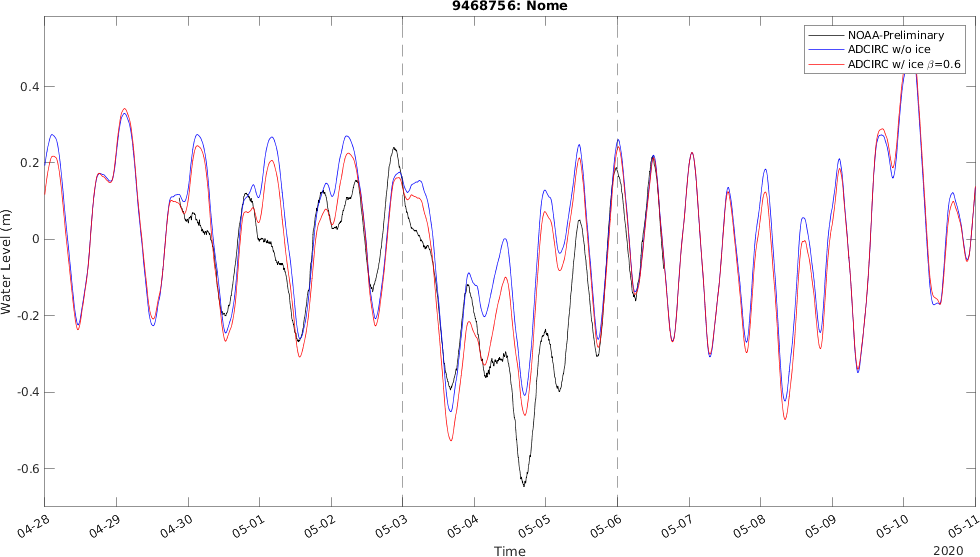 9468756: Nome
NOAA-Preliminary
ADCIRC w/o ice
ADCIRC w/ ice β=0.6
Water Level (m)
0.4
0.2
0
-0.2
-0.4
-0.6
04-28 04-29 04-30 05-01 05-02 05-03 05-04 05-05 05-06 05-07 05-08 05-09 05-10 05-11
Time
2020